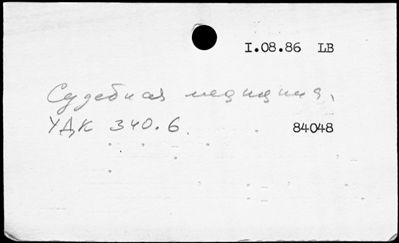 I.08.86 LB
Судебная медицина.
УДК 340.6.
84048